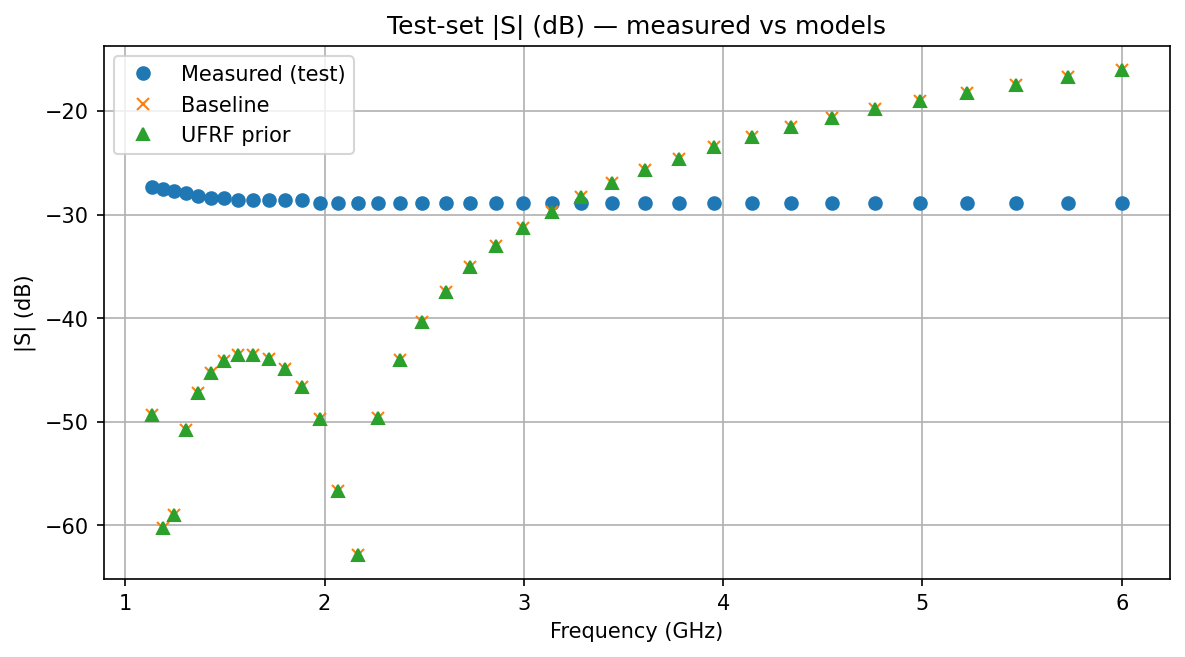 Test-set |S| (dB) — measured vs models
Measured (test)
Baseline
UFRF prior
−20
−30
−40
−50
−60
|S| (dB)
1
2
3
4
5
6
Frequency (GHz)